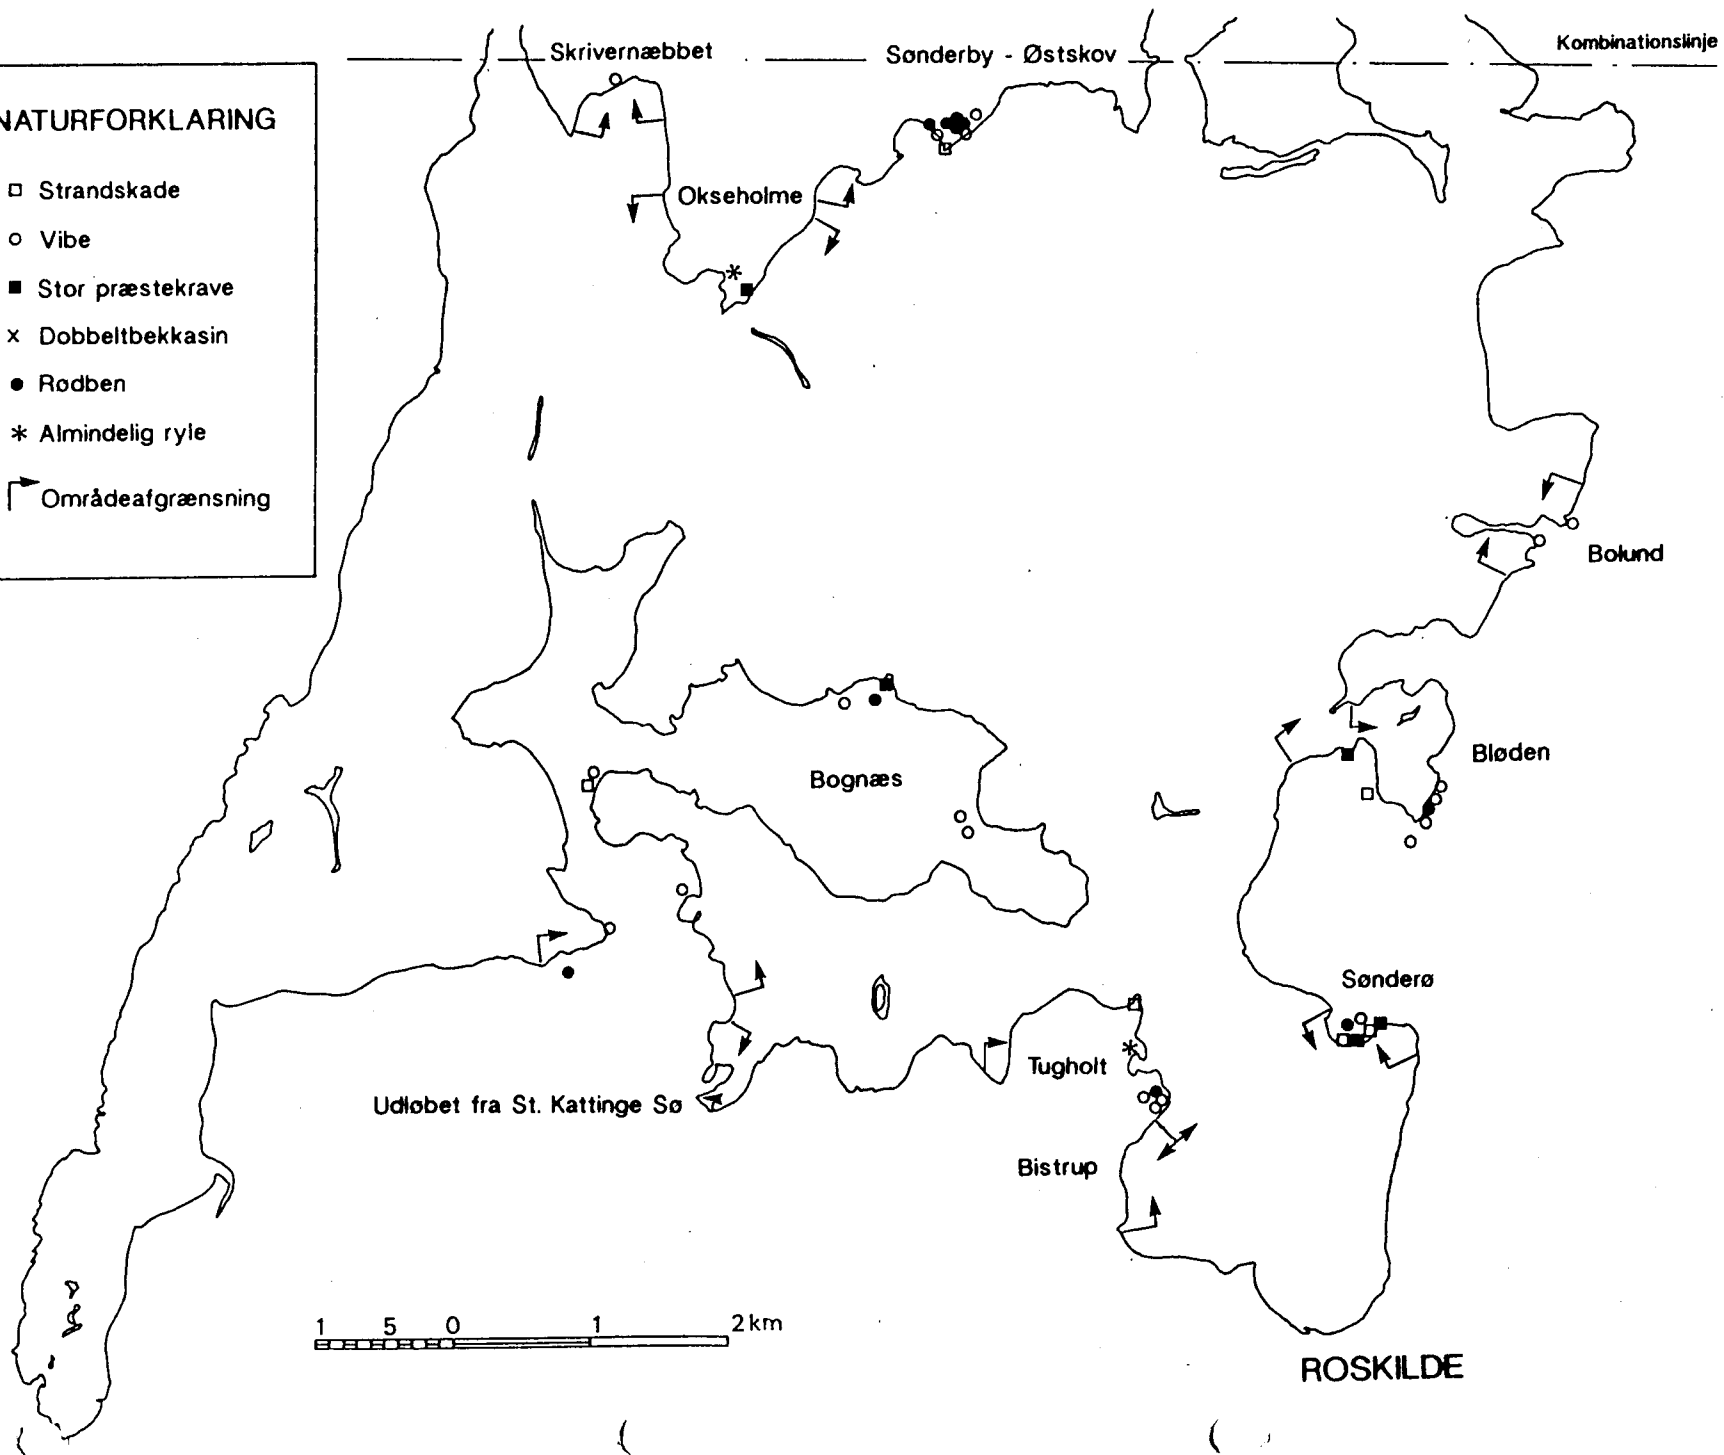 Skrivernæbbet
Sønderby - Østskov
Kombinationslinje
NATURFORKLARING
Strandskade
Vibe
Stor præstekrave
Dobbeltbekkasin
Rødben
Almindelig ryle
Områdeafgrænsning
Okseholme
Bolund
Bløden
Bognæs
Sønderø
Tugholt
Udløbet fra St. Kattinge Sø
Bistrup
1 5 0 1 2 km
ROSKILDE